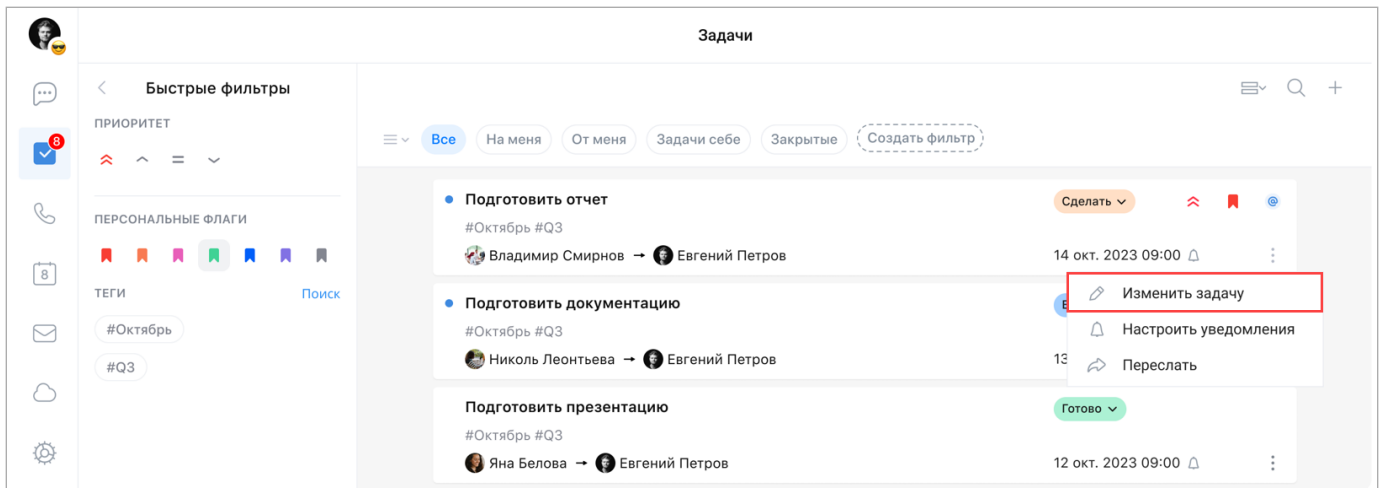 Задачи
8
8
Быстрые фильтры
ПРИОРИТЕТ
ПЕРСОНАЛЬНЫЕ ФЛАГИ
ТЕГИ Поиск
#Октябрь
#Q3
Все На меня От меня Задачи себе Закрытые Создать фильтр
Подготовить отчет Сделать @
#Октябрь #Q3
Владимир Смирнов → Евгений Петров 14 окт. 2023 09:00
Изменить задачу
Настроить уведомления
Переслать
Подготовить документацию
#Октябрь #Q3
Николь Леонтьева → Евгений Петров 13
Подготовить презентацию Готово
#Октябрь #Q3
Яна Белова → Евгений Петров 12 окт. 2023 09:00